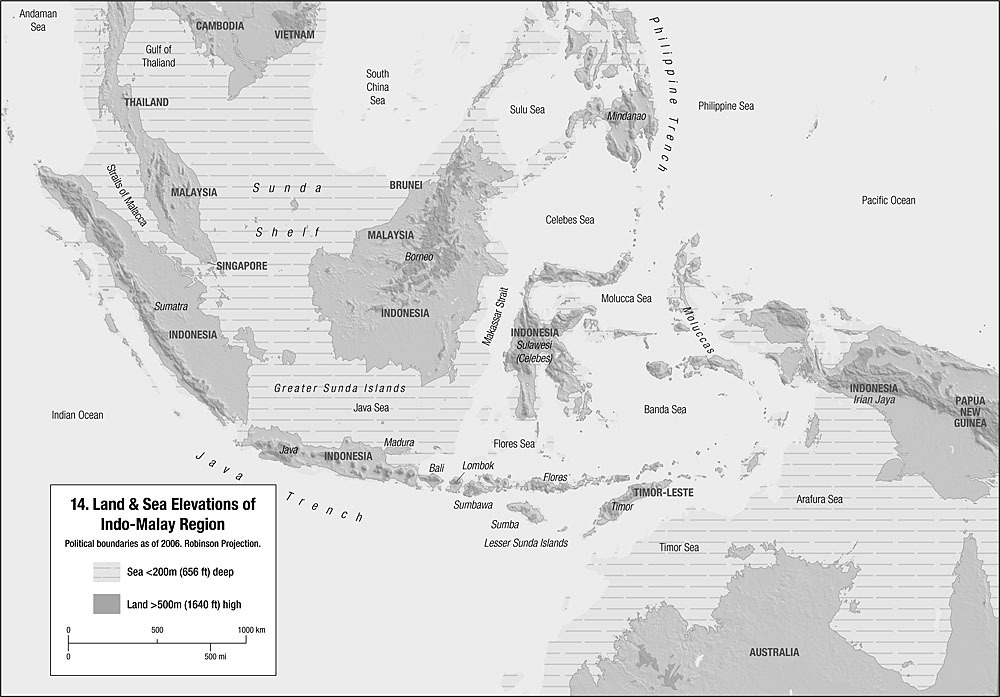 Andaman
Sea
CAMBODIA
VIETNAM
Gulf of
Thailand
South
China
Sea
THAILAND
Sulu Sea
Mindanao
Philippine Trench
Philippine Sea
Straits of Malacca
MALAYSIA
Sunda
Shelf
BRUNEI
MALAYSIA
Borneo
Celebes Sea
Pacific Ocean
SINGAPORE
Sumatra
INDONESIA
INDONESIA
Makassar Strait
Molucca Sea
Moluccas
INDONESIA
Sulawesi
(Celebes)
Greater Sunda Islands
Java Sea
Indian Ocean
Banda Sea
INDONESIA
Irian Jaya
PAPUA
NEW
GUINEA
Java
INDONESIA
Madura
Flores Sea
Bali
Lombok
Flores
Sumbawa
Sumba
Lesser Sunda Islands
TIMOR-LESTE
Timor
Arafura Sea
Timor Sea
Java Trench
AUSTRALIA
14. Land & Sea Elevations of
Indo-Malay Region
Political boundaries as of 2006. Robinson Projection.
Sea <200m (656 ft) deep
Land >500m (1640 ft) high
0 500 1000 km
0 500 mi